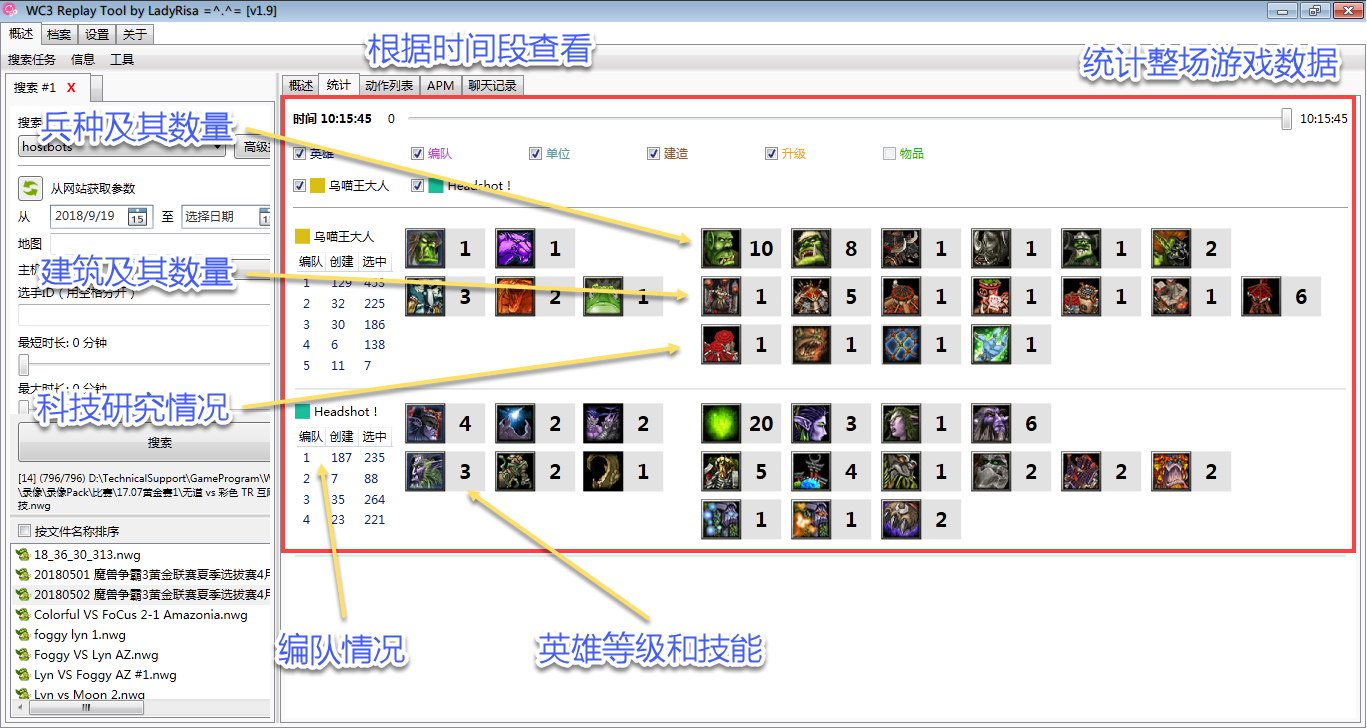 WC3 Replay Tool by LadyRisa =^.^= [v1.9]
概述 档案 设置 关于
搜索任务 信息 工具
根据时间段查看
统计整场游戏数据
搜索 #1 X
概述 统计 动作列表 APM 聊天记录
兵种及其数量
时间 10:15:45 0 10:15:45
搜索
hostbots
高级
英雄 编队 单位 建造 升级 物品
从网站获取参数
乌喵王大人 Headshot !
从 2018/9/19 15 至 选择日期
地图
建筑及其数量
选手ID（用空格分开）
最短时长: 0 分钟
最大时长: 0 分钟
科技研究情况
搜索
[14] (796/796) D:\TechnicalSupport\GameProgram\W
\录像\录像Pack\比赛\17.07黄金赛1\无道 vs 彩色 TR 互
技.nwg
按文件名称排序
18_36_30_313.nwg
20180501 魔兽争霸3黄金联赛夏季选拔赛4月
20180502 魔兽争霸3黄金联赛夏季选拔赛4月
Colorful VS FoCus 2-1 Amazonia.nwg
foggy lyn 1.nwg
Foggy VS Lyn AZ.nwg
Lyn VS Foggy AZ #1.nwg
Lyn vs Moon 2.nwg
乌喵王大人
1 1 10 8 1 1 1 2
编队 创建 选中
1 129 453
3 2 1 1 5 1 1 1 1 6
2 32 225
3 30 186
4 6 138
1 1 1 1
5 11 7
Headshot !
4 2 2 20 3 1 6
编队 创建 选中
1 187 235
3 2 1 5 4 1 2 2 2
2 7 88
3 35 264
4 23 221
1 1 2
编队情况
英雄等级和技能